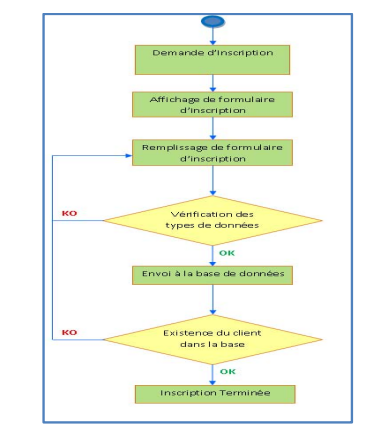 Demande d'Inscription
Affichage de formulaire
d'inscription
Remplissage de formulaire
d'inscription
KO
Vérification des
types de données
OK
Envoi à la base de données
KO
Existence du client
dans la base
OK
Inscription Terminée